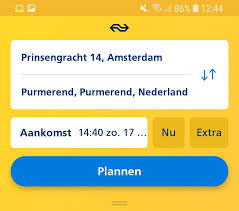 86% 12:44
Prinsengracht 14, Amsterdam
Purmerend, Purmerend, Nederland
Aankomst 14:40 zo. 17 ... Nu Extra
Plannen